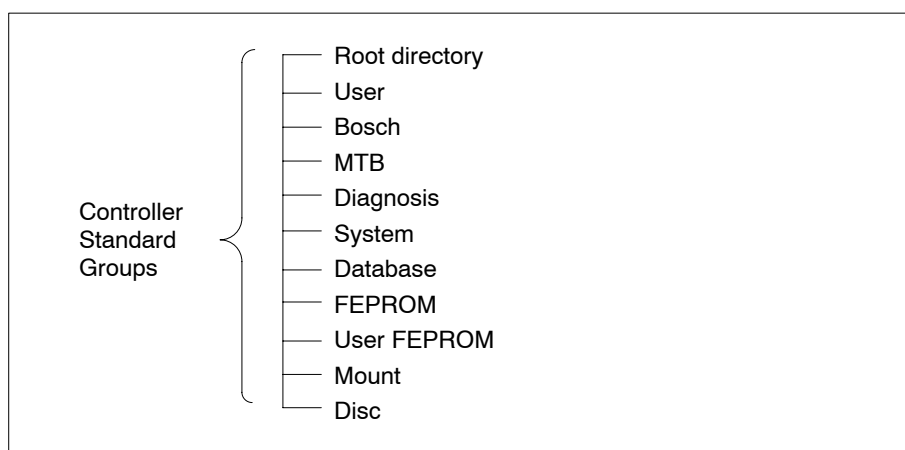 Root directory
User
Bosch
MTB
Diagnosis
Controller
Standard
Groups
System
Database
FEPROM
User FEPROM
Mount
Disc